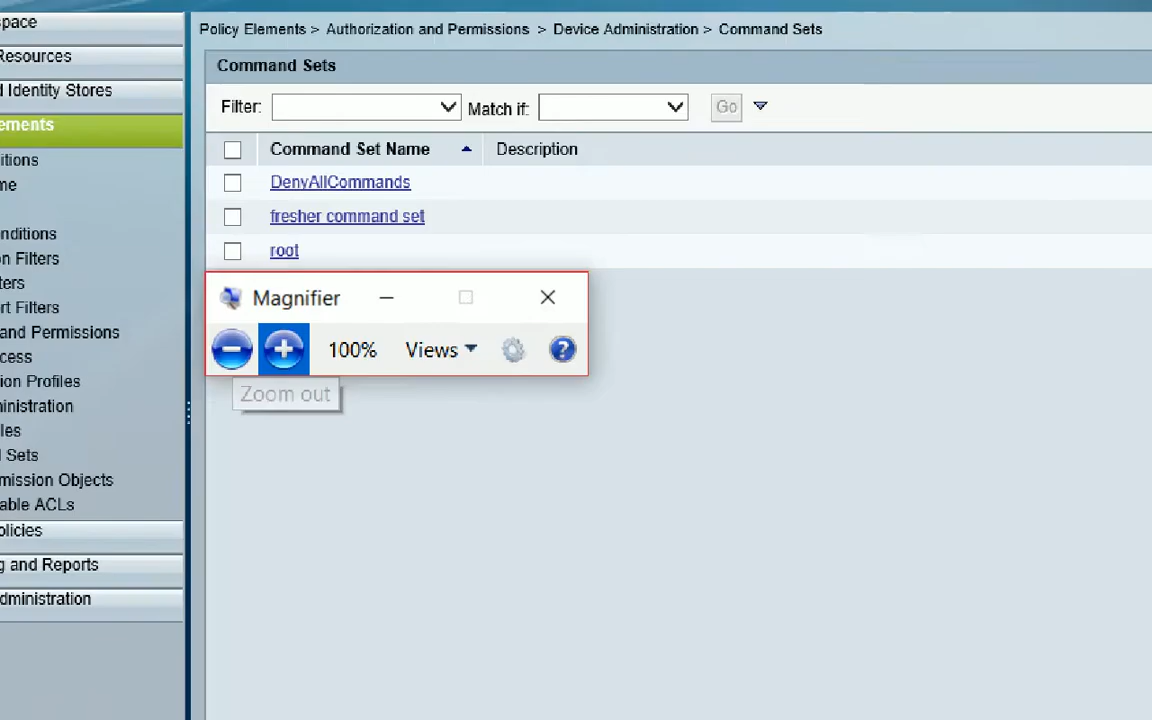 space
Resources
d Identity Stores
ements
itions
me
nditions
n Filters
ters
rt Filters
and Permissions
cess
ion Profiles
inistration
les
Sets
mission Objects
able ACLs
olicies
g and Reports
dministration
Policy Elements > Authorization and Permissions > Device Administration > Command Sets
Command Sets
Filter: Match if: Go
Command Set Name Description
DenyAllCommands
fresher command set
root
Magnifier
100% Views
Zoom out